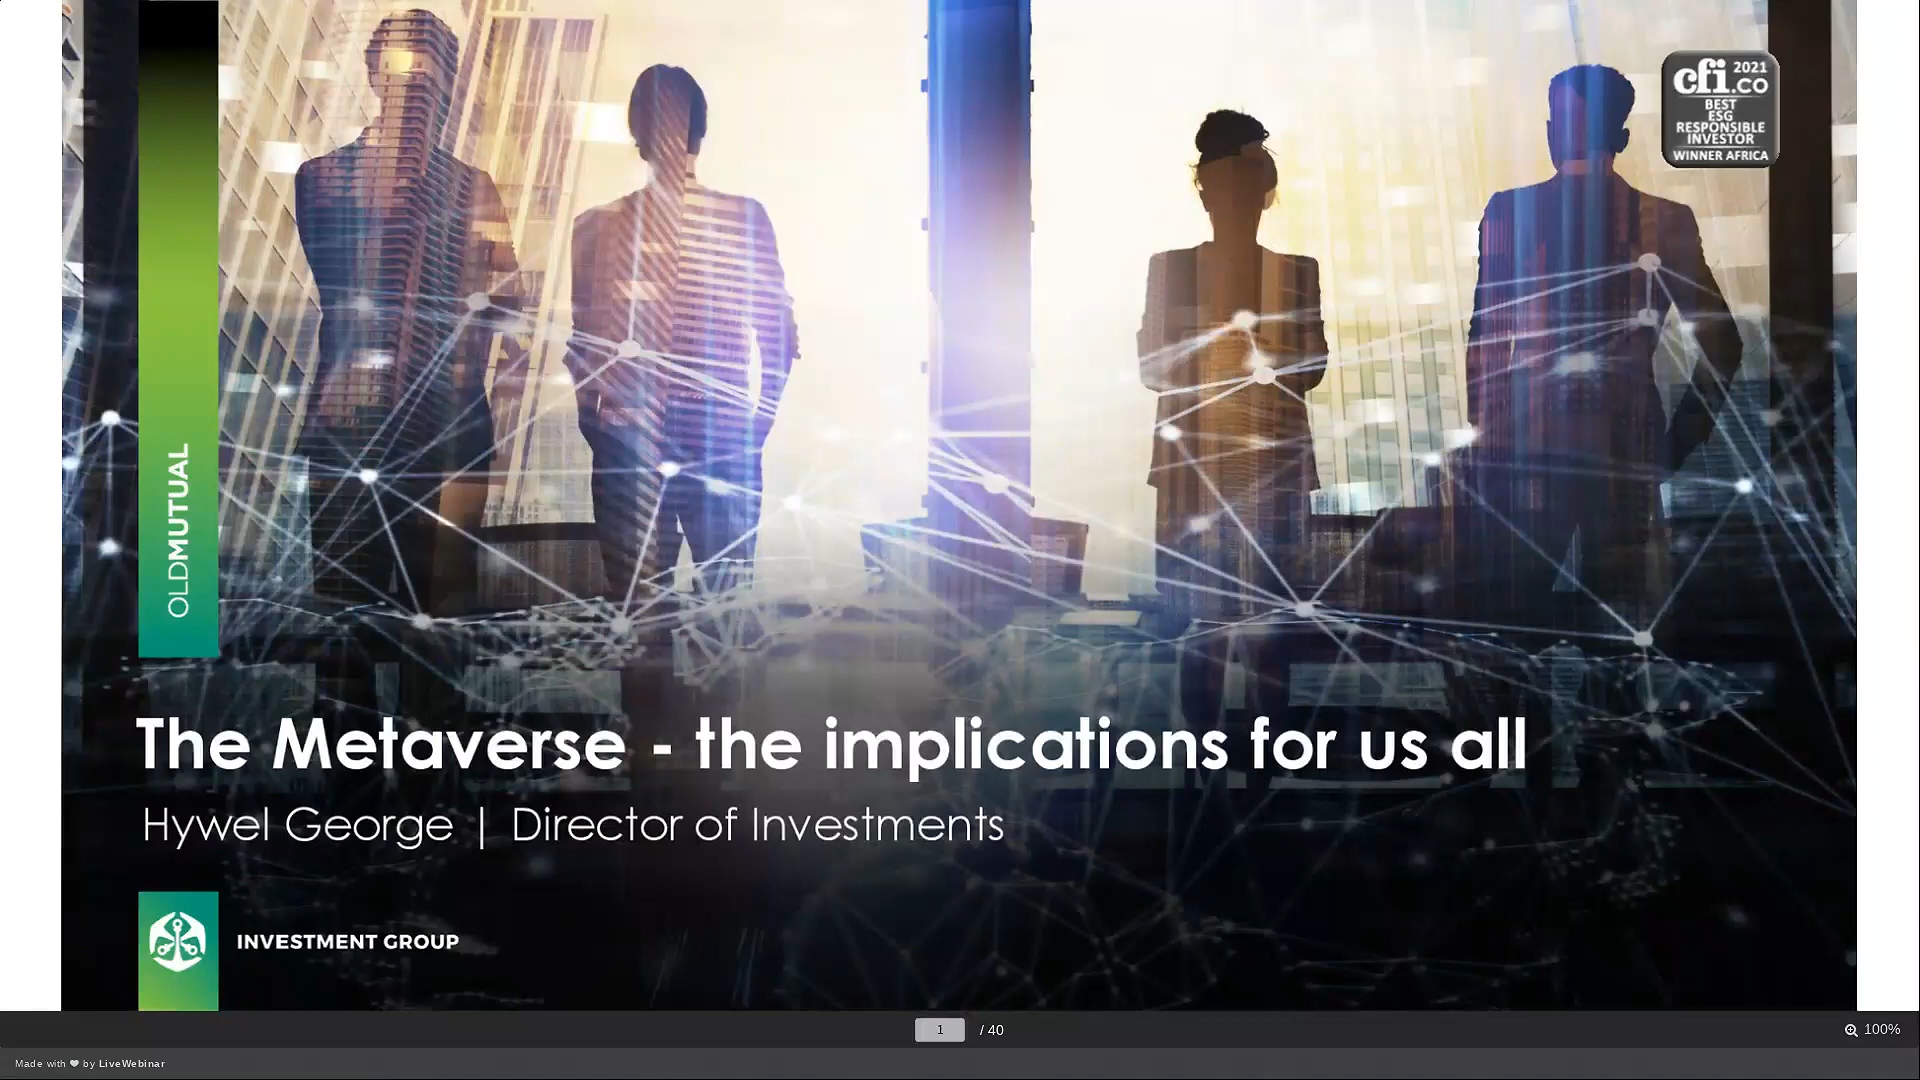 cfi.co 2021
BEST
ESG
RESPONSIBLE
INVESTOR
WINNER AFRICA
OLDMUTUAL
The Metaverse - the implications for us all
Hywel George | Director of Investments
INVESTMENT GROUP
1 / 40
100%
Made with ❤ by LiveWebinar